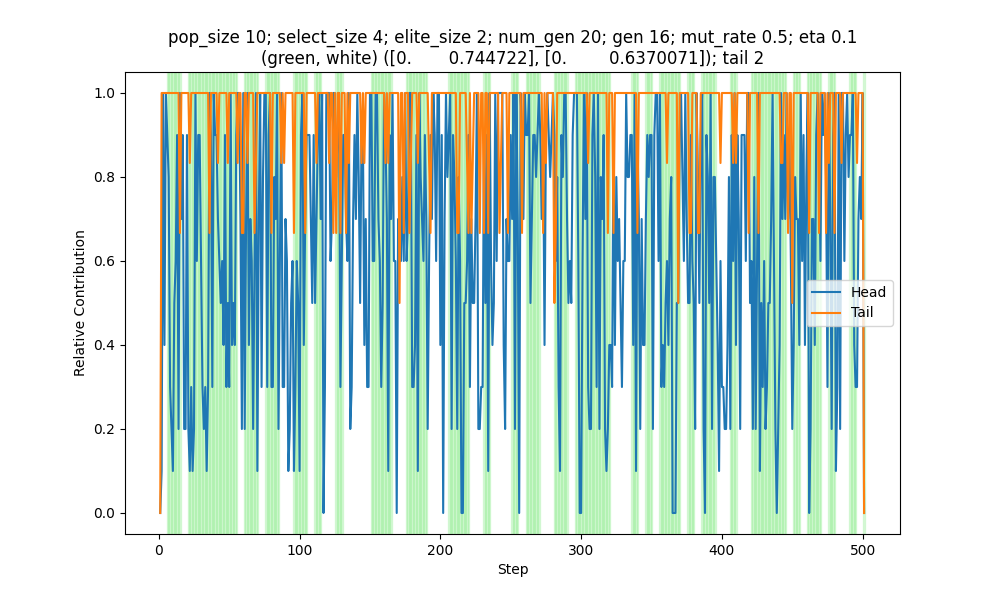 pop_size 10; select_size 4; elite_size 2; num_gen 20; gen 16; mut_rate 0.5; eta 0.1
(green, white) ([0. 0.744722], [0. 0.6370071]); tail 2
1.0
0.8
0.6
0.4
0.2
0.0
Relative Contribution
Head
Tail
0
100
200
300
400
500
Step